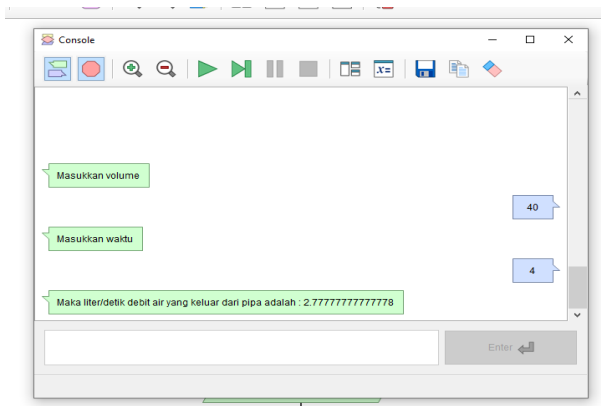 Console
x=
Masukkan volume
40
Masukkan waktu
4
Maka liter/detik debit air yang keluar dari pipa adalah : 2.77777777777778
Enter